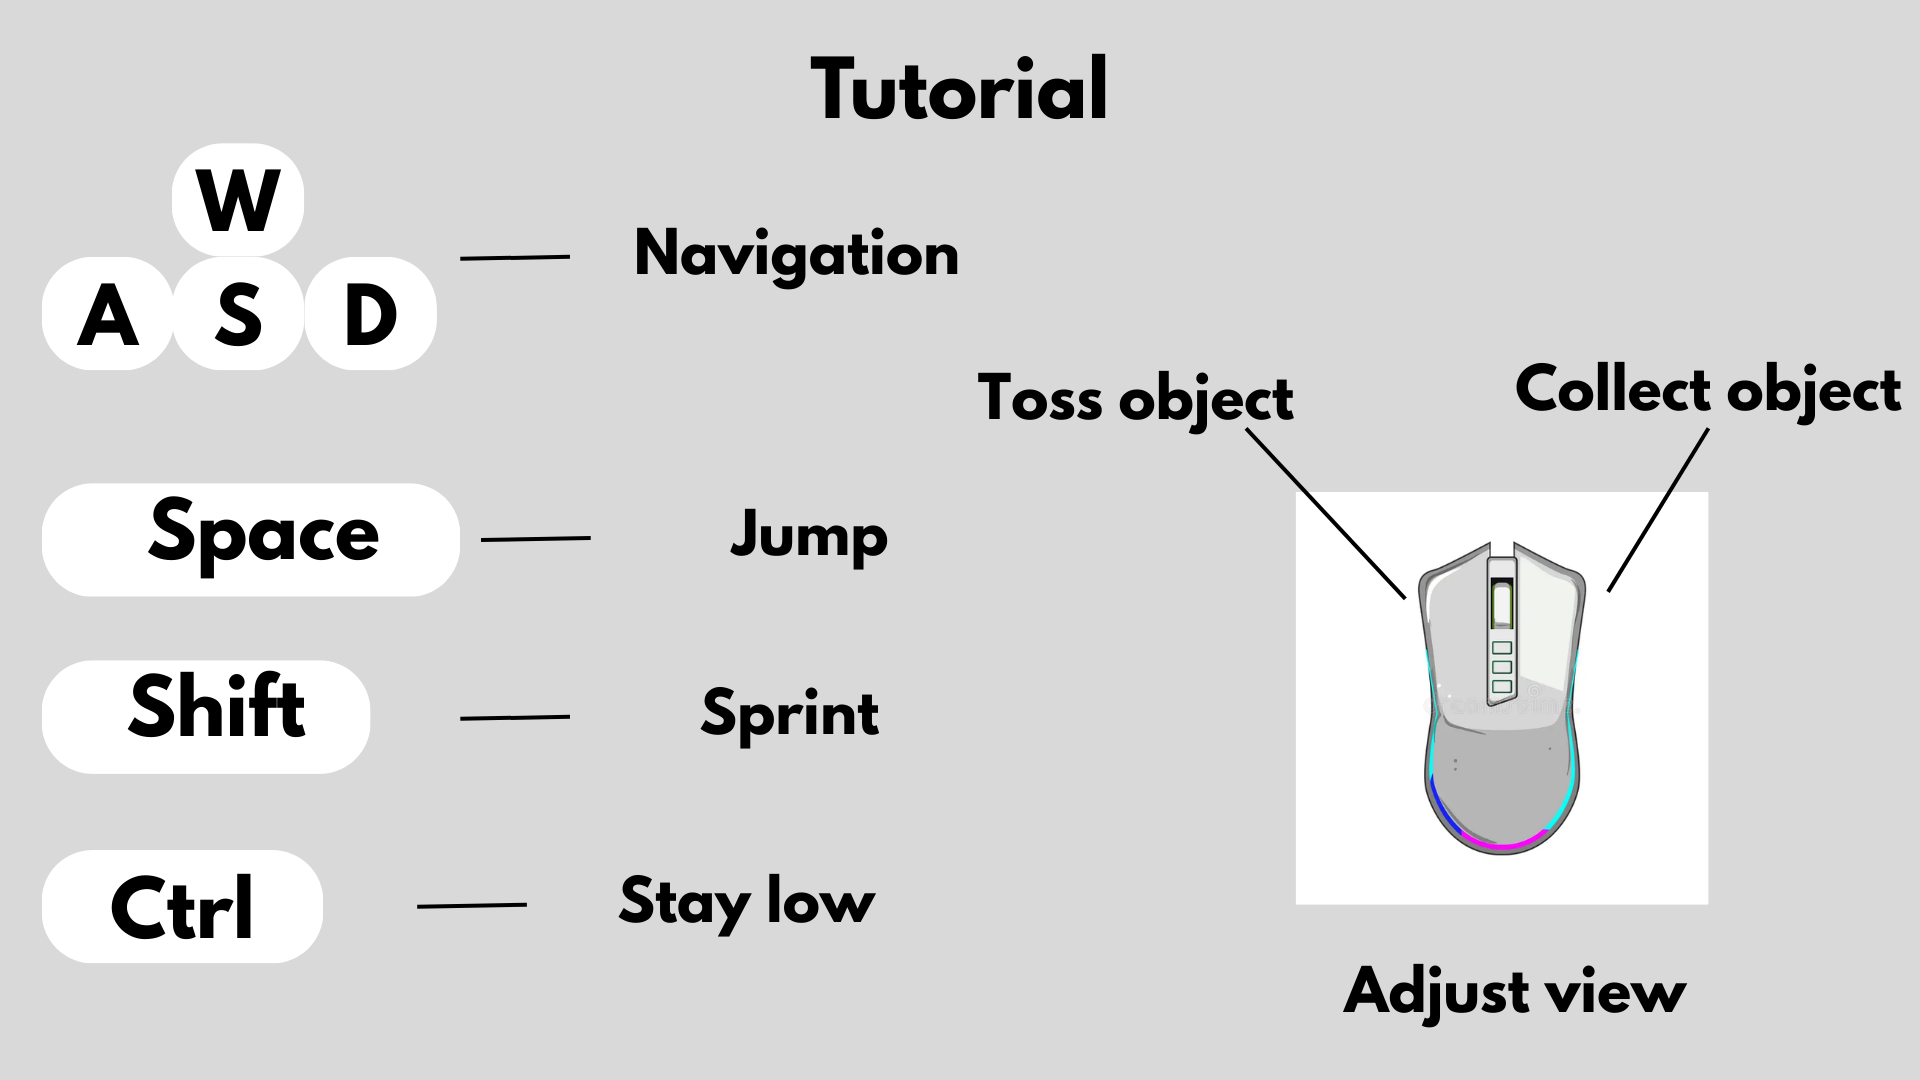 Tutorial
W
A S D
Navigation
Toss object
Collect object
Space
Jump
Shift
Sprint
Ctrl
Stay low
Adjust view